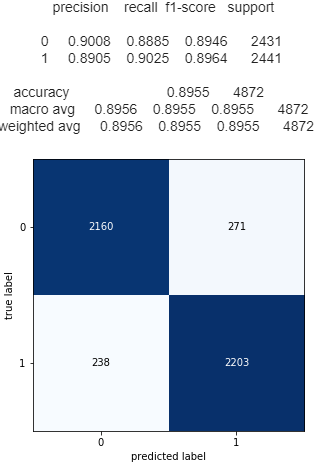 precision recall f1-score support
0 0.9008 0.8885 0.8946 2431
1 0.8905 0.9025 0.8964 2441
accuracy 0.8955 4872
macro avg 0.8956 0.8955 0.8955 4872
weighted avg 0.8956 0.8955 0.8955 4872
0 2160 271
true label
1 238 2203
0 1
predicted label